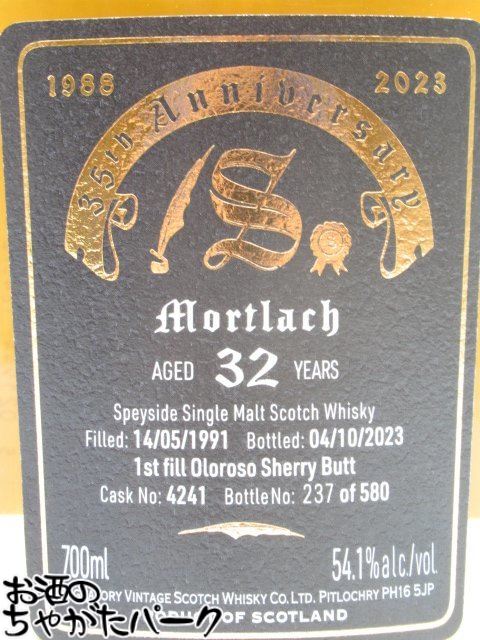 1988 2023
35th Anniversary
S
Mortlach
AGED 32 YEARS
Speyside Single Malt Scotch Whisky
Filled: 14/05/1991 Bottled: 04/10/2023
1st fill Oloroso Sherry Butt
Cask No: 4241 Bottle No: 237 of 580
700ml 54.1%alc/vol.
VINTAGE SCOTCH WHISKY CO. LTD. PITLOCHRY PH16 5JP
OF SCOTLAND
お酒の
ちゃがたパーク